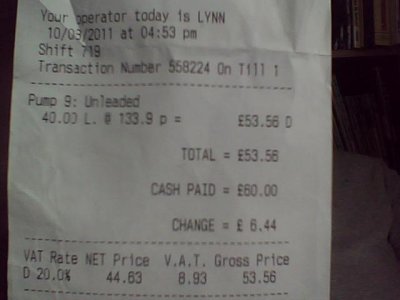 Your operator today is LYNN
10/03/2011 at 04:53 pm
Shift 719
Transaction Number 558224 On Till 1
Pump 9: Unleaded
40.00 L. @ 133.9 p = £53.56 D
TOTAL = £53.56
CASH PAID = £60.00
CHANGE = £ 6.44
VAT Rate NET Price V.A.T. Gross Price
D 20.0% 44.63 8.93 53.56